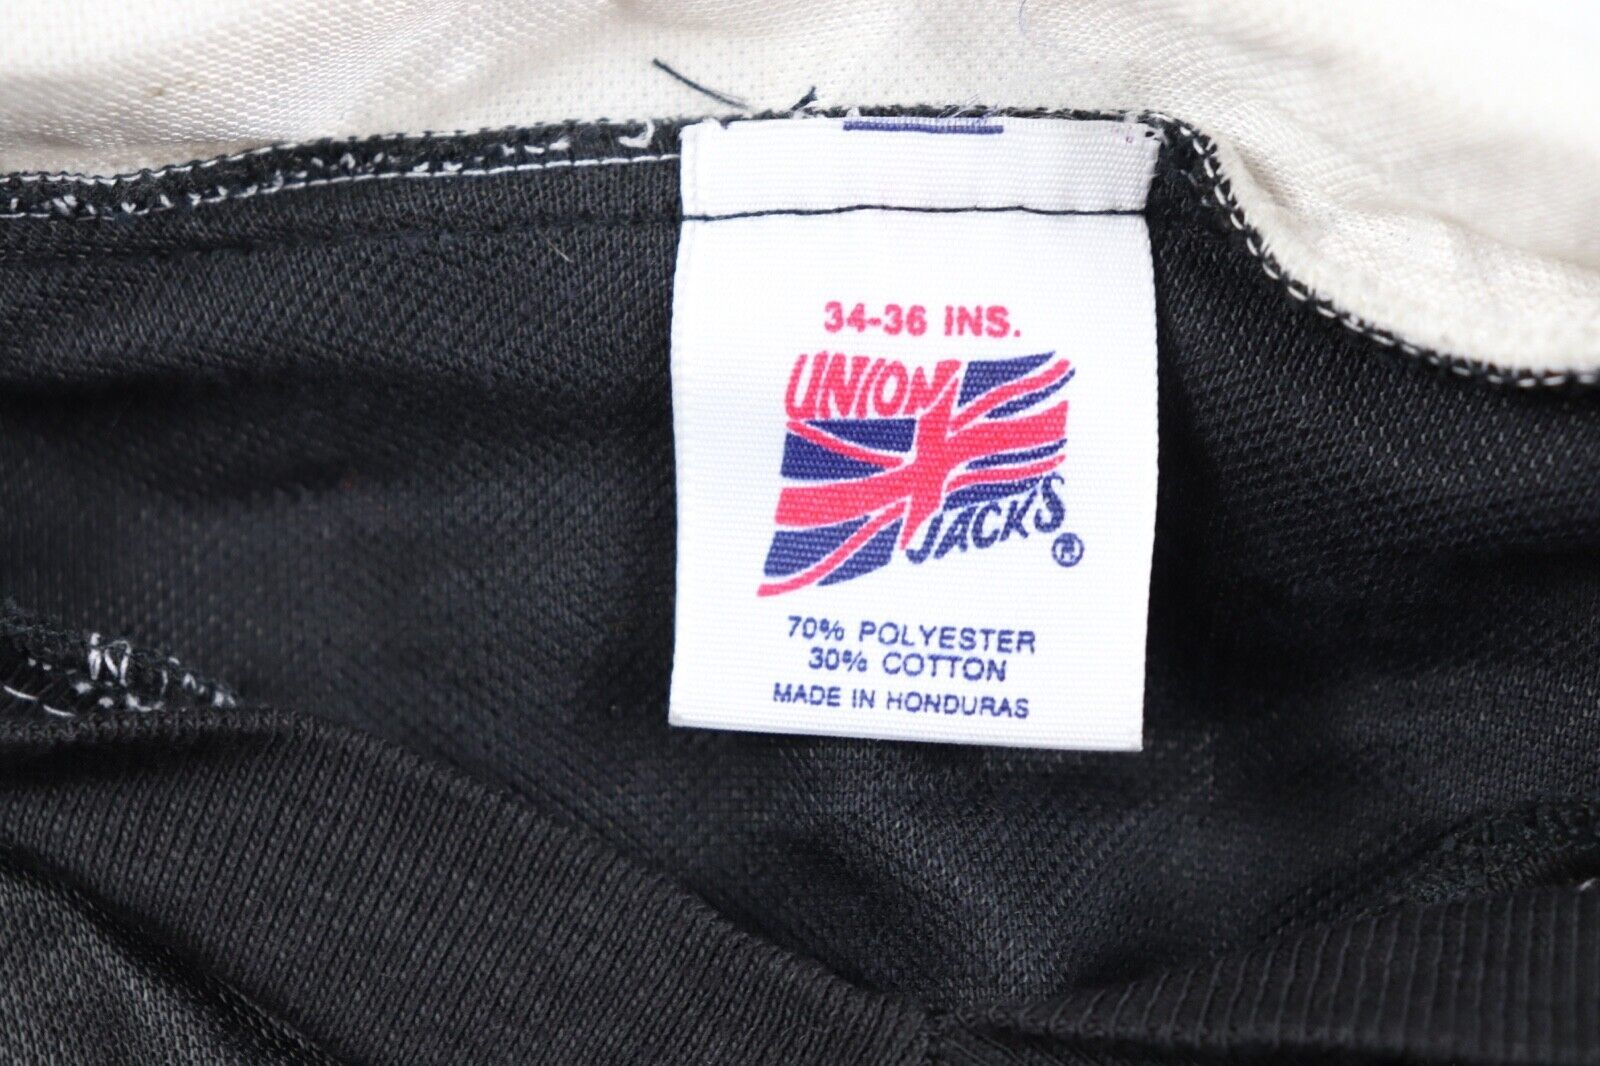 34-36 INS.
UNION
JACKS ®
70% POLYESTER
30% COTTON
MADE IN HONDURAS